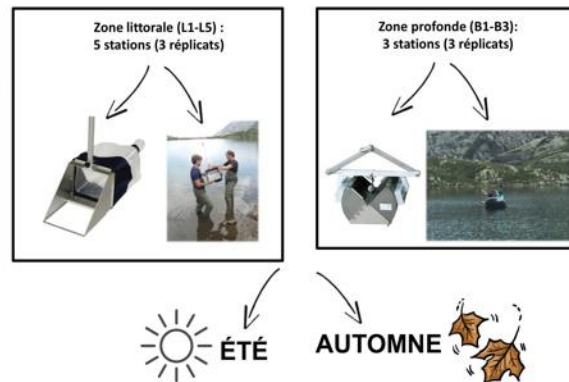 Zone littorale (L1-L5) :
5 stations (3 réplicats)
Zone profonde (B1-B3):
3 stations (3 réplicats)
ÉTÉ
AUTOMNE